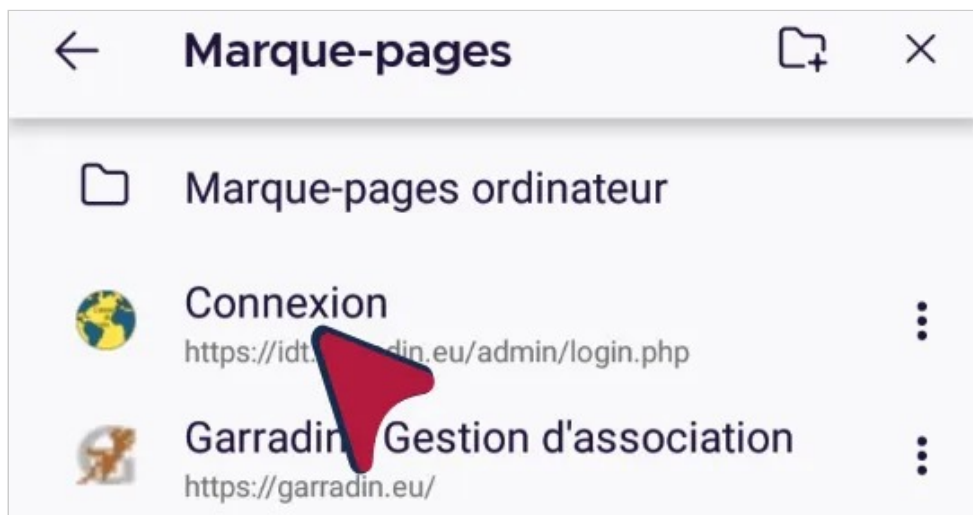 Marque-pages
Marque-pages ordinateur
Connexion
https://idt. din.eu/admin/login.php
Garradin Gestion d'association
https://garradin.eu/